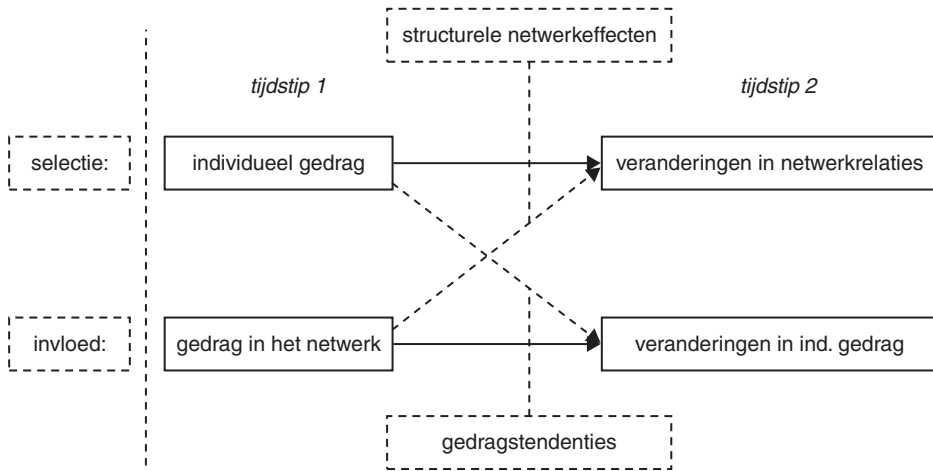 structurele netwerkeffecten
tijdstip 1
tijdstip 2
selectie:
individueel gedrag
veranderingen in netwerkrelaties
invloed:
gedrag in het netwerk
veranderingen in ind. gedrag
gedragstendenties